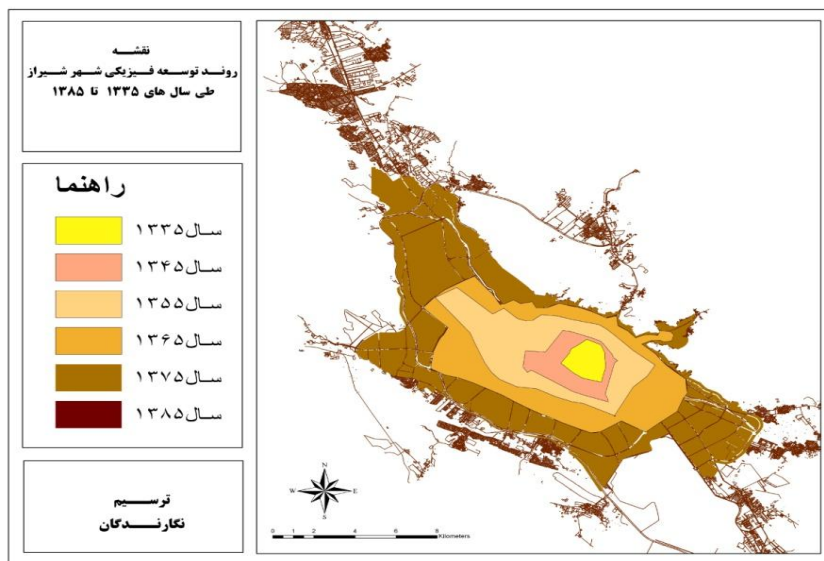 نقشه
روند توسعه فیزیکی شهر شیراز
طی سال های ۱۳۳۵ تا ۱۳۸۵
راهنما
سال۱۳۳۵
سال۱۳۴۵
سال۱۳۵۵
سال۱۳۶۵
سال۱۳۷۵
سال۱۳۸۵
ترسیم
نگارندگان
N
W E
S
0 1 2 4 6 8
Kilometers